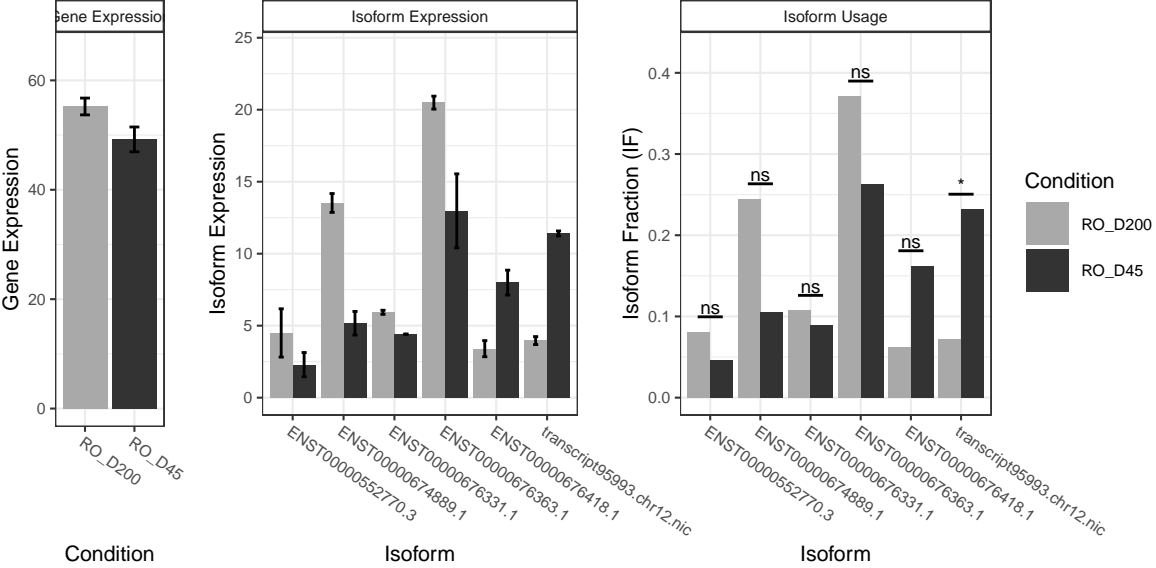 Gene Expression
Isoform Expression
Isoform Usage
Gene Expression
0
20
40
60
RO_D200
RO_D45
Condition
Isoform Expression
0
5
10
15
20
25
ENST00000552770.3
ENST00000674889.1
ENST00000676331.1
ENST00000676363.1
ENST00000676418.1
transcript95993.chr12.nic
Isoform
Isoform Fraction (IF)
0.0
0.1
0.2
0.3
0.4
ns
ns
ns
ns
ns
*
ENST00000552770.3
ENST00000674889.1
ENST00000676331.1
ENST00000676363.1
ENST00000676418.1
transcript95993.chr12.nic
Isoform
Condition
RO_D200
RO_D45